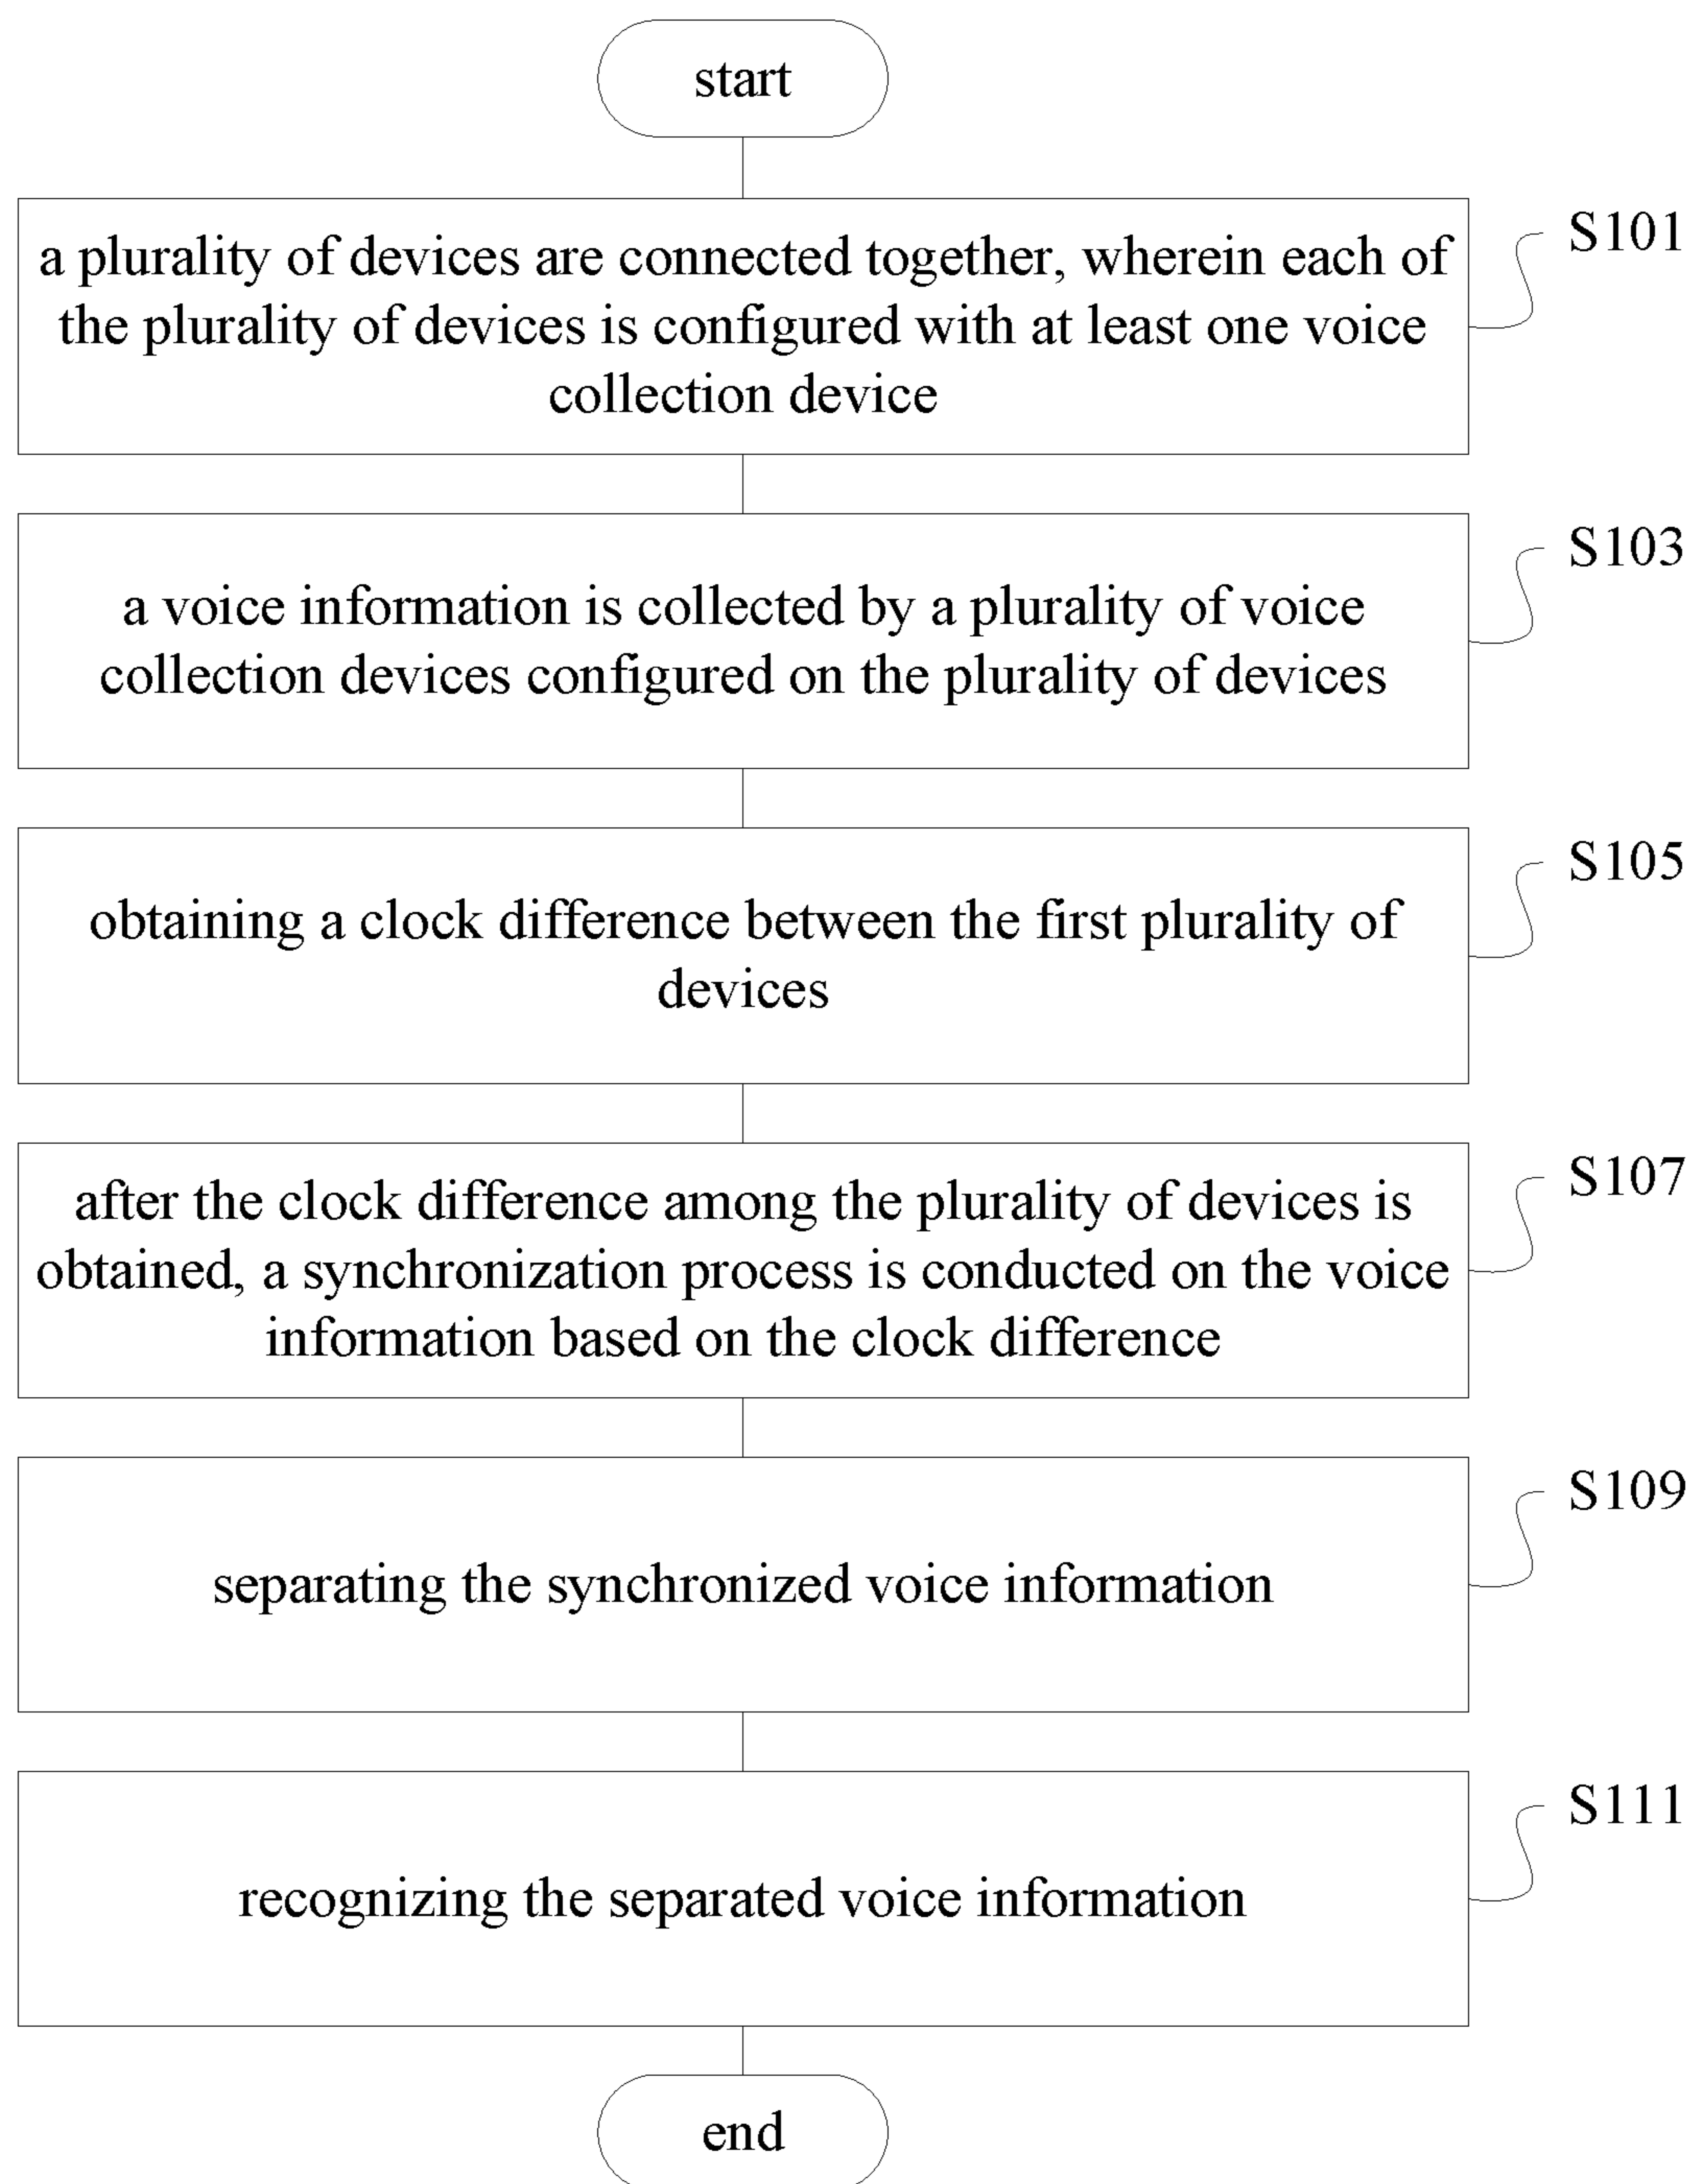 start
S101
a plurality of devices are connected together, wherein each of
the plurality of devices is configured with at least one voice
collection device
S103
a voice information is collected by a plurality of voice
collection devices configured on the plurality of devices
S105
obtaining a clock difference between the first plurality of
devices
S107
after the clock difference among the plurality of devices is
obtained, a synchronization process is conducted on the voice
information based on the clock difference
S109
separating the synchronized voice information
S111
recognizing the separated voice information
end